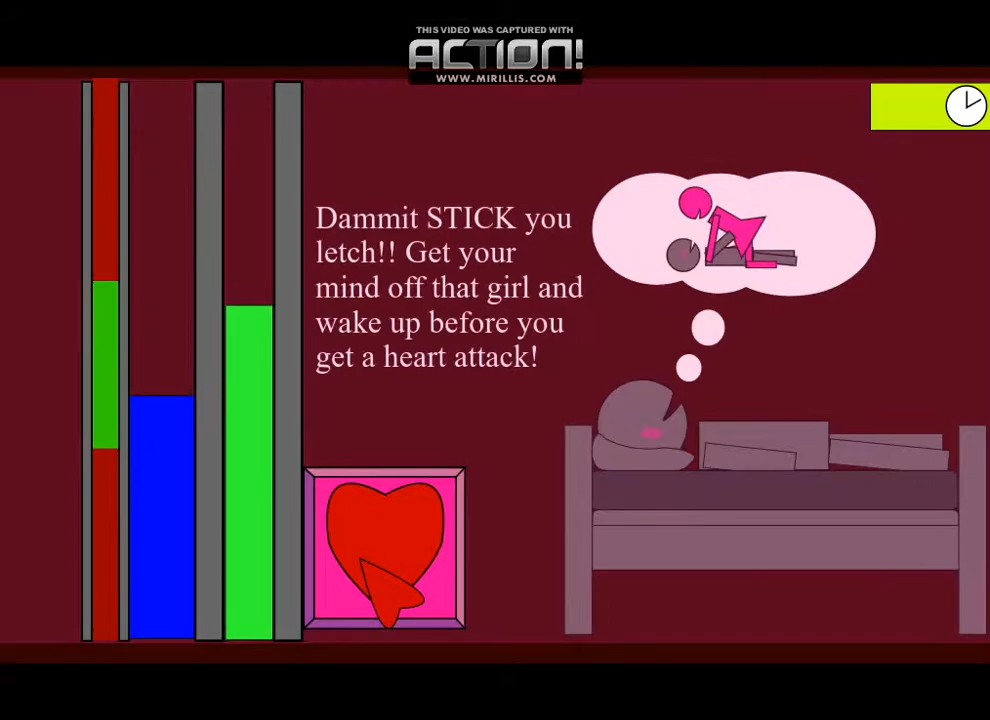 THIS VIDEO WAS CAPTURED WITH
ACTION!
WWW.MIRILLIS.COM
Dammit STICK you
letch!! Get your
mind off that girl and
wake up before you
get a heart attack!